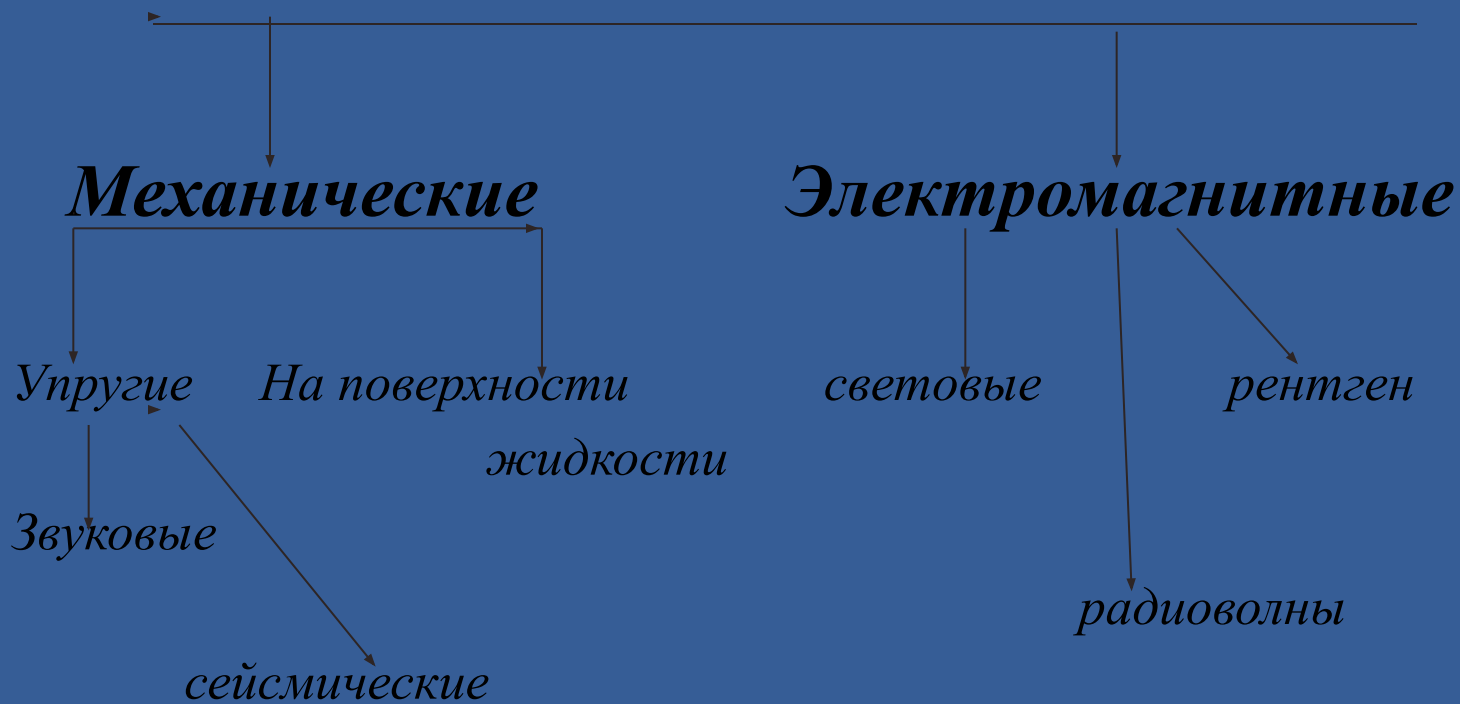 Механические Электромагнитные
Упругие На поверхности световые рентген
жидкости
Звуковые
радиоволны
сейсмические